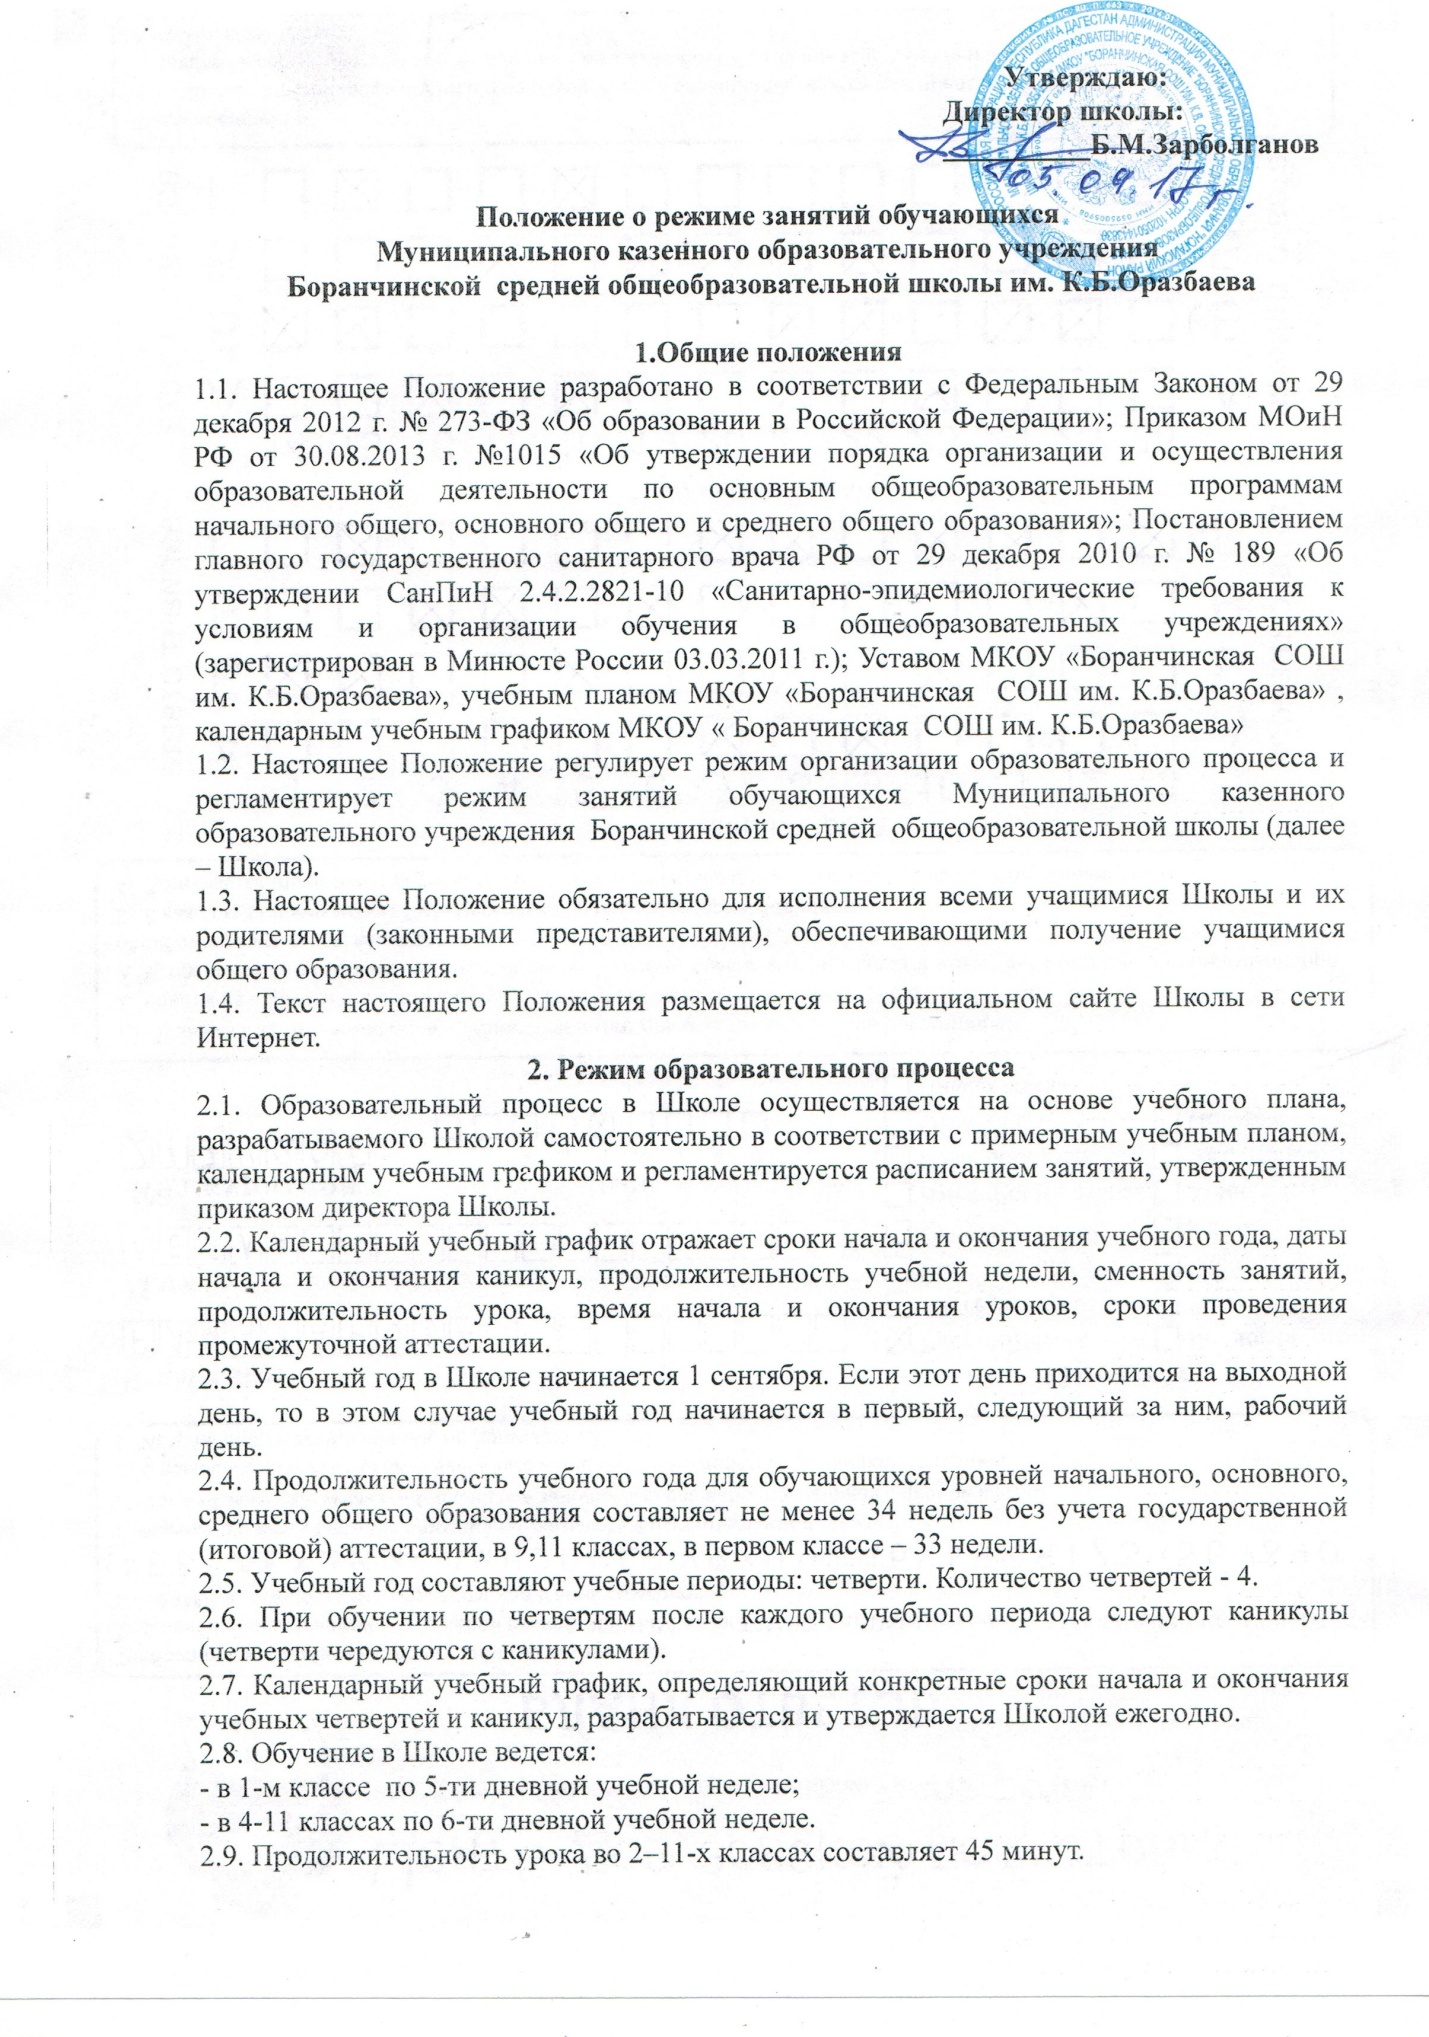 Утверждаю:
Директор школы:
Б.М.Зарболганов
05 09 17 г.
Положение о режиме занятий обучающихся
Муниципального казенного образовательного учреждения
Боранчинской средней общеобразовательной школы им. К.Б.Оразбаева
1.Общие положения
1.1. Настоящее Положение разработано в соответствии с Федеральным Законом от 29
декабря 2012 г. № 273-ФЗ «Об образовании в Российской Федерации»; Приказом МОиН
РФ от 30.08.2013 г. №1015 «Об утверждении порядка организации и осуществления
образовательной деятельности по основным общеобразовательным программам
начального общего, основного общего и среднего общего образования»; Постановлением
главного государственного санитарного врача РФ от 29 декабря 2010 г. № 189 «Об
утверждении СанПиН 2.4.2.2821-10 «Санитарно-эпидемиологические требования к
условиям и организации обучения в общеобразовательных учреждениях»
(зарегистрирован в Минюсте России 03.03.2011 г.); Уставом МКОУ «Боранчинская СОШ
им. К.Б.Оразбаева», учебным планом МКОУ «Боранчинская СОШ им. К.Б.Оразбаева» ,
календарным учебным графиком МКОУ « Боранчинская СОШ им. К.Б.Оразбаева»
1.2. Настоящее Положение регулирует режим организации образовательного процесса и
регламентирует режим занятий обучающихся Муниципального казенного
образовательного учреждения Боранчинской средней общеобразовательной школы (далее
– Школа).
1.3. Настоящее Положение обязательно для исполнения всеми учащимися Школы и их
родителями (законными представителями), обеспечивающими получение учащимися
общего образования.
1.4. Текст настоящего Положения размещается на официальном сайте Школы в сети
Интернет.
2. Режим образовательного процесса
2.1. Образовательный процесс в Школе осуществляется на основе учебного плана,
разрабатываемого Школой самостоятельно в соответствии с примерным учебным планом,
календарным учебным графиком и регламентируется расписанием занятий, утвержденным
приказом директора Школы.
2.2. Календарный учебный график отражает сроки начала и окончания учебного года, даты
начала и окончания каникул, продолжительность учебной недели, сменность занятий,
продолжительность урока, время начала и окончания уроков, сроки проведения
промежуточной аттестации.
2.3. Учебный год в Школе начинается 1 сентября. Если этот день приходится на выходной
день, то в этом случае учебный год начинается в первый, следующий за ним, рабочий
день.
2.4. Продолжительность учебного года для обучающихся уровней начального, основного,
среднего общего образования составляет не менее 34 недель без учета государственной
(итоговой) аттестации, в 9,11 классах, в первом классе – 33 недели.
2.5. Учебный год составляют учебные периоды: четверти. Количество четвертей - 4.
2.6. При обучении по четвертям после каждого учебного периода следуют каникулы
(четверти чередуются с каникулами).
2.7. Календарный учебный график, определяющий конкретные сроки начала и окончания
учебных четвертей и каникул, разрабатывается и утверждается Школой ежегодно.
2.8. Обучение в Школе ведется:
- в 1-м классе по 5-ти дневной учебной неделе;
- в 4-11 классах по 6-ти дневной учебной неделе.
2.9. Продолжительность урока во 2–11-х классах составляет 45 минут.